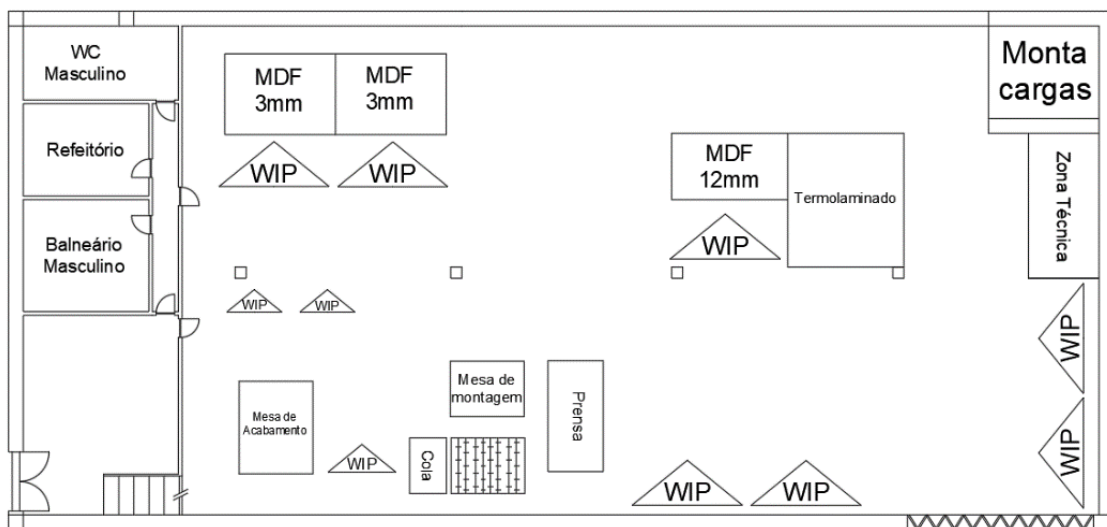 WC
Masculino
MDF
3mm
MDF
3mm
Monta
cargas
Refeitório
WIP
WIP
MDF
12mm
Termolaminado
Zona Técnica
Balneário
Masculino
WIP
WIP
WIP
WIP
Mesa de
montagem
Prensa
Mesa de
Acabamento
WIP
Cola
WIP
WIP
WIP